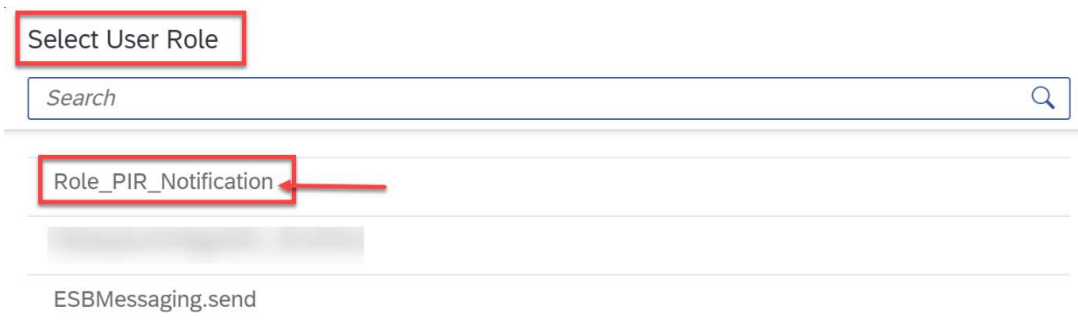 Select User Role
Search
Role_PIR_Notification
ESBMessaging.send